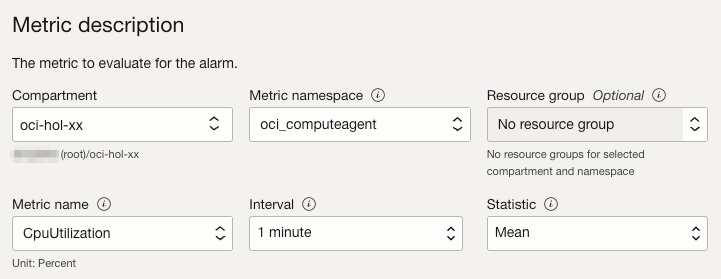 Metric description
The metric to evaluate for the alarm.
Compartment
oci-hol-xx
(root)/oci-hol-xx
Metric namespace
oci_computeagent
Resource group Optional
No resource group
No resource groups for selected
compartment and namespace
Metric name
CpuUtilization
Unit: Percent
Interval
1 minute
Statistic
Mean